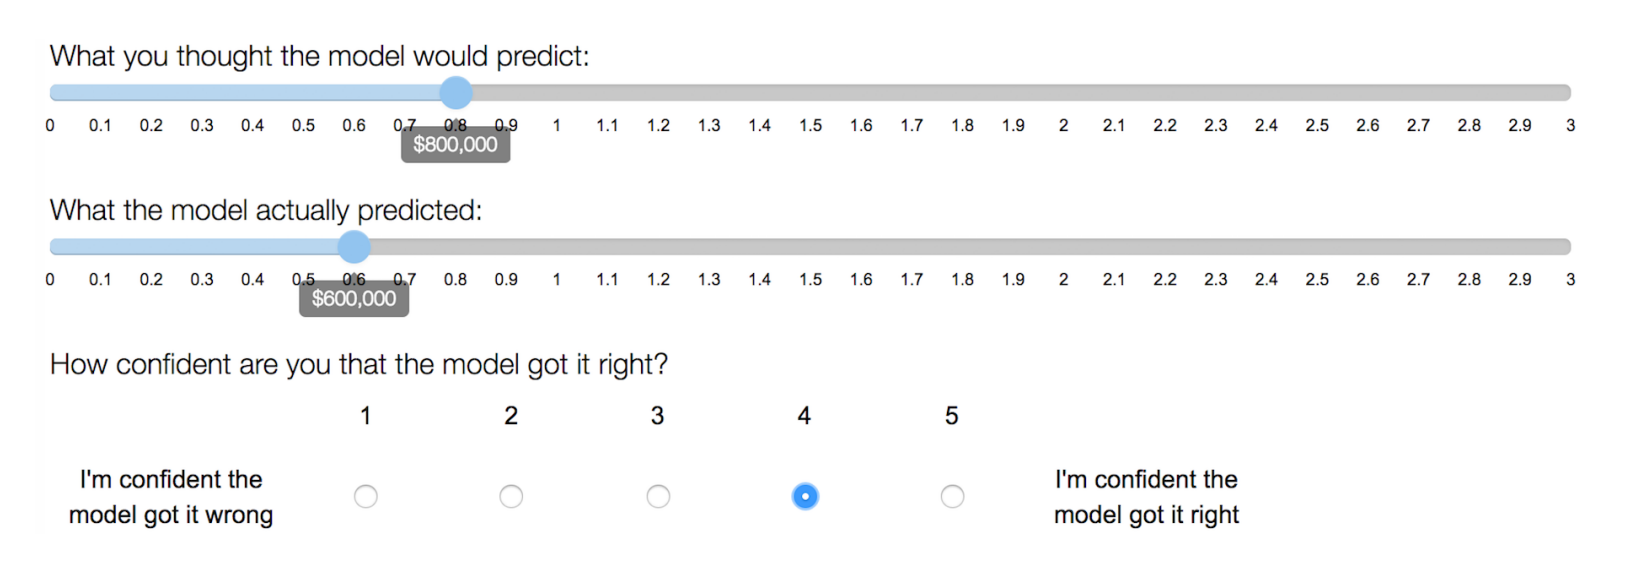 What you thought the model would predict:
0 0.1 0.2 0.3 0.4 0.5 0.6 0.7 0.8 0.9 1 1.1 1.2 1.3 1.4 1.5 1.6 1.7 1.8 1.9 2 2.1 2.2 2.3 2.4 2.5 2.6 2.7 2.8 2.9 3
$800,000
What the model actually predicted:
0 0.1 0.2 0.3 0.4 0.5 0.6 0.7 0.8 0.9 1 1.1 1.2 1.3 1.4 1.5 1.6 1.7 1.8 1.9 2 2.1 2.2 2.3 2.4 2.5 2.6 2.7 2.8 2.9 3
$600,000
How confident are you that the model got it right?
1 2 3 4 5
I'm confident the
model got it wrong
I'm confident the
model got it right